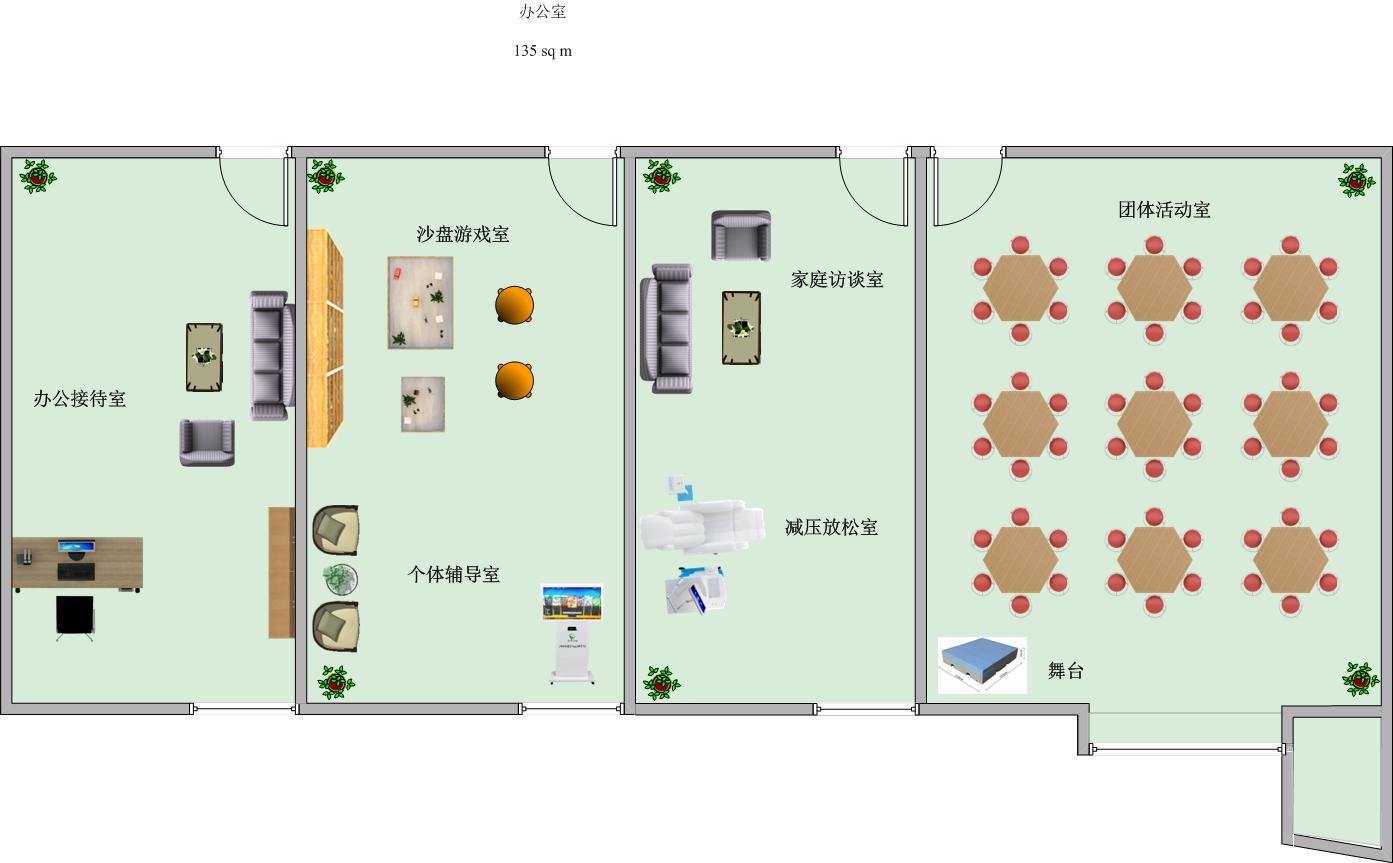 办公室
135 sq m
团体活动室
沙盘游戏室
家庭访谈室
办公接待室
减压放松室
个体辅导室
舞台